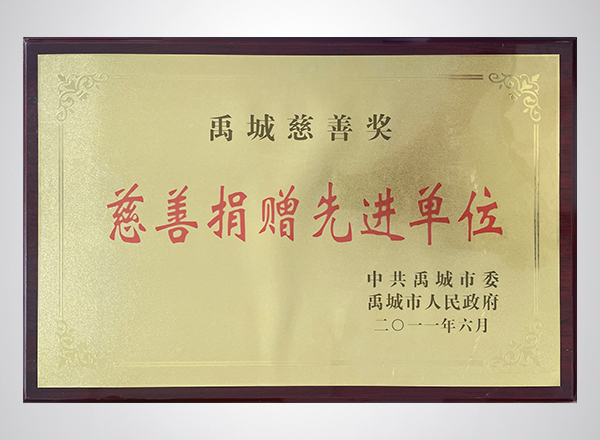 禹城慈善奖
慈善捐赠先进单位
中共禹城市委
禹城市人民政府
二〇一一年六月